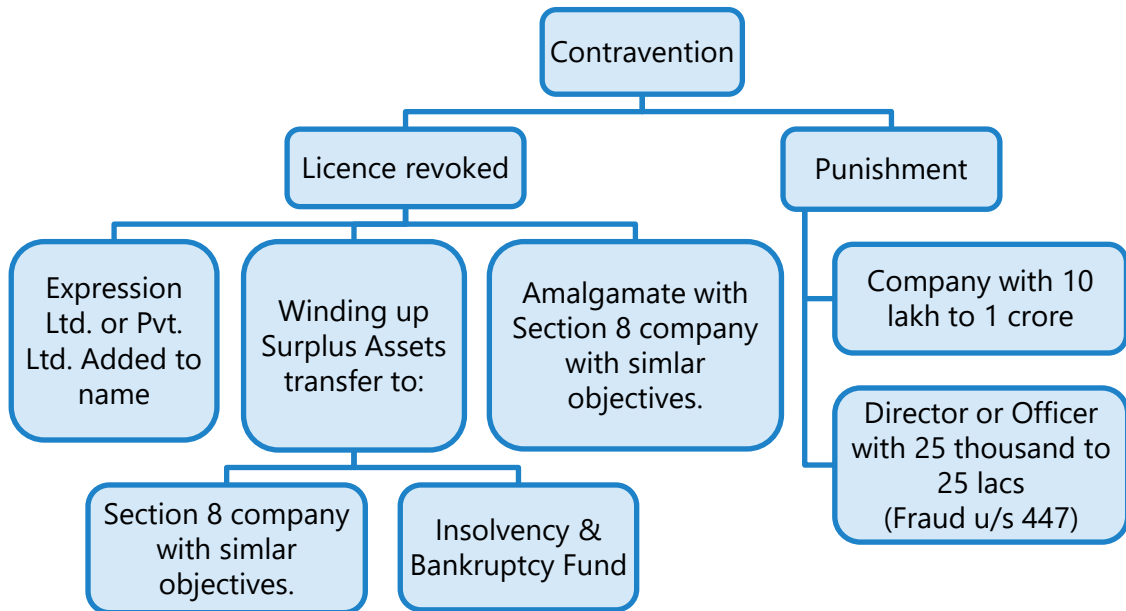 Contravention
Licence revoked
Punishment
Expression
Ltd. or Pvt.
Ltd. Added to
name
Winding up
Surplus Assets
transfer to:
Amalgamate with
Section 8 company
with simlar
objectives.
Company with 10
lakh to 1 crore
Director or Officer
with 25 thousand to
25 lacs
(Fraud u/s 447)
Section 8 company
with simlar
objectives.
Insolvency &
Bankruptcy Fund